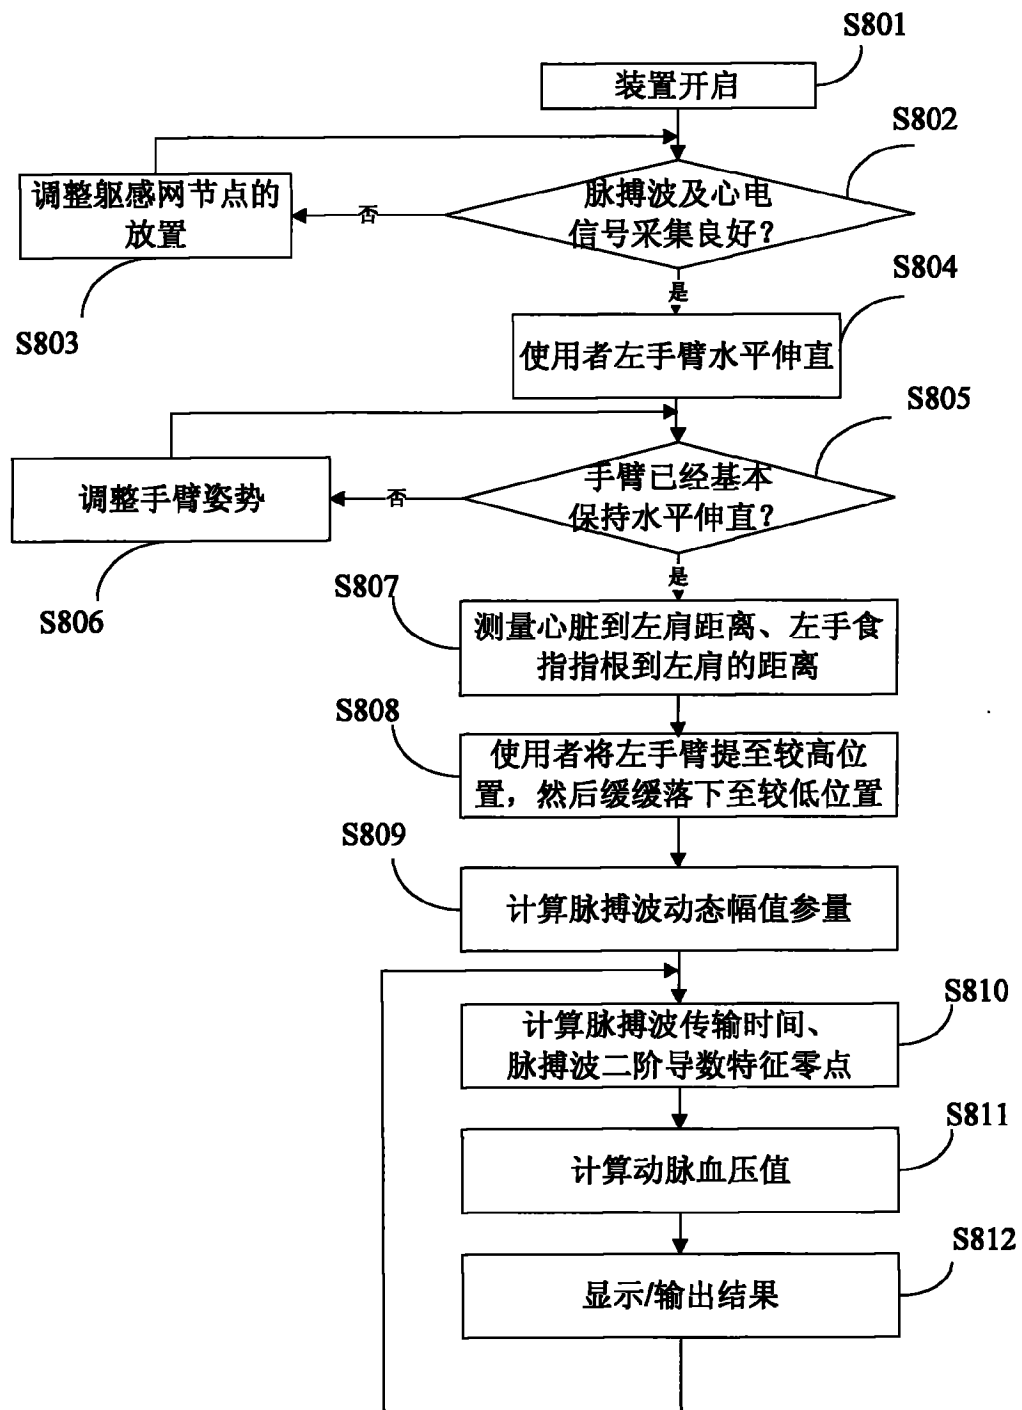 S801
装置开启
S802
脉搏波及心电
信号采集良好？
调整躯感网节点的
放置
否
S803
是
S804
使用者左手臂水平伸直
S805
手臂已经基本
保持水平伸直？
调整手臂姿势
否
S806
是
S807
测量心脏到左肩距离、左手食
指指根到左肩的距离
S808
使用者将左手臂提至较高位
置，然后缓缓落下至较低位置
S809
计算脉搏波动态幅值参量
S810
计算脉搏波传输时间、
脉搏波二阶导数特征零点
S811
计算动脉血压值
S812
显示/输出结果